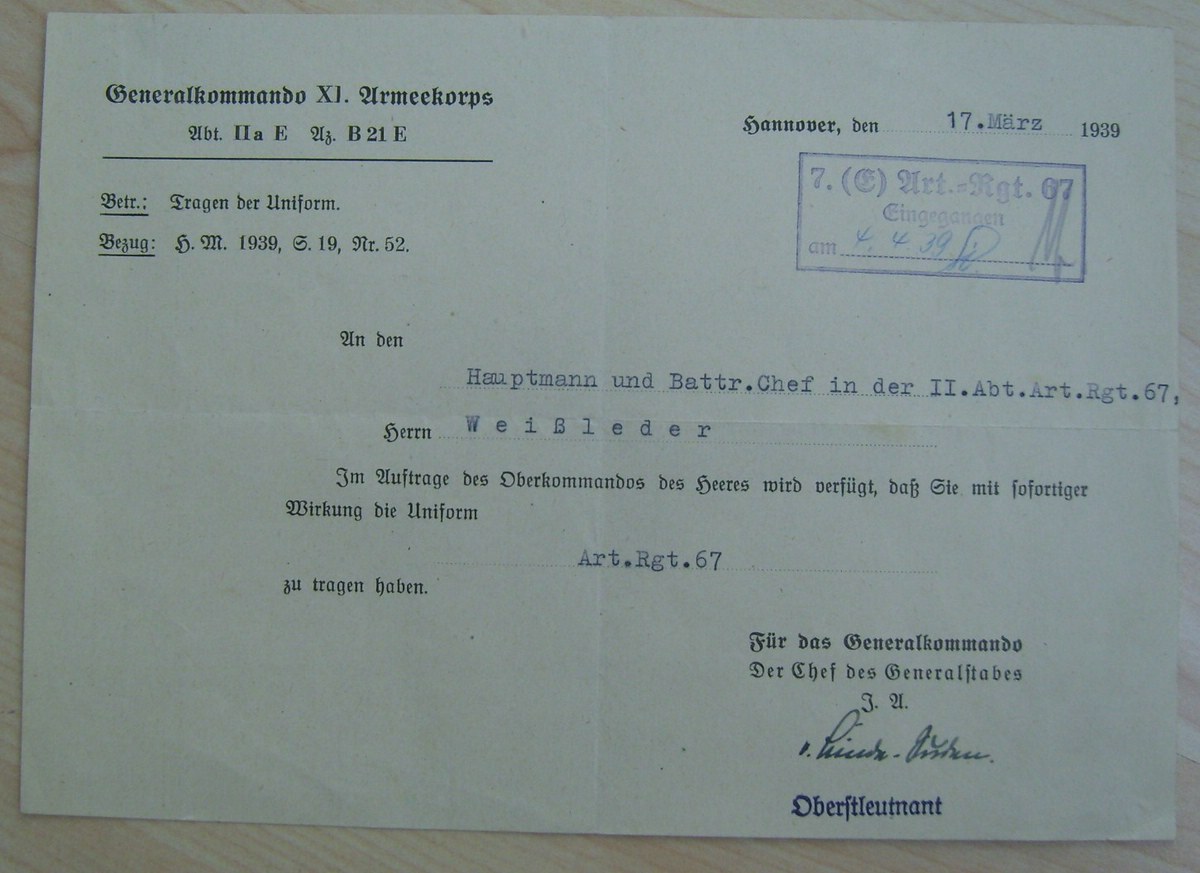 Generalkommando XI. Armeekorps
Abt. IIa E Az. B 21 E
Hannover, den 17.März 1939
7. (E) Art.-Rgt. 67
Eingegangen
am 4. 4. 39
Betr.: Tragen der Uniform.
Bezug: H. M. 1939, S. 19, Nr. 52.
An den
Hauptmann und Battr.Chef in der II.Abt.Art.Rgt.67,
Herrn W e i ß l e d e r
Im Auftrage des Oberkommandos des Heeres wird verfügt, daß Sie mit sofortiger
Wirkung die Uniform
Art.Rgt.67
zu tragen haben.
Für das Generalkommando
Der Chef des Generalstabes
J. A.
Oberstleutnant